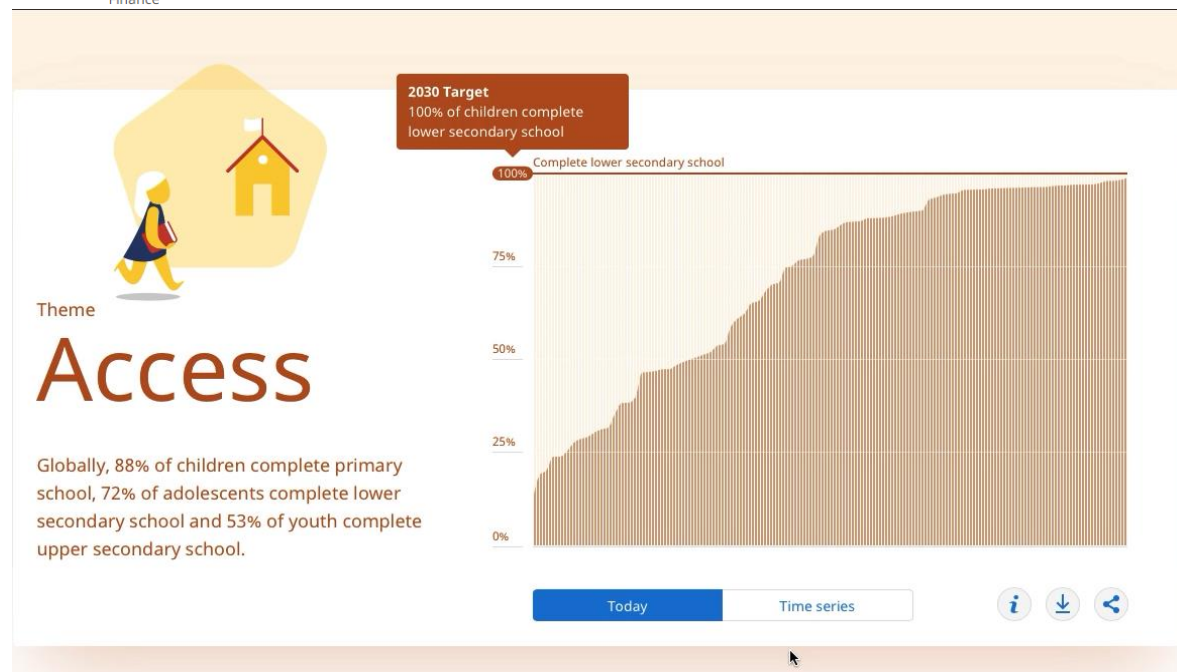 Finance
2030 Target
100% of children complete
lower secondary school
Complete lower secondary school
100%
75%
50%
25%
0%
Theme
Access
Globally, 88% of children complete primary
school, 72% of adolescents complete lower
secondary school and 53% of youth complete
upper secondary school.
Today
Time series
i